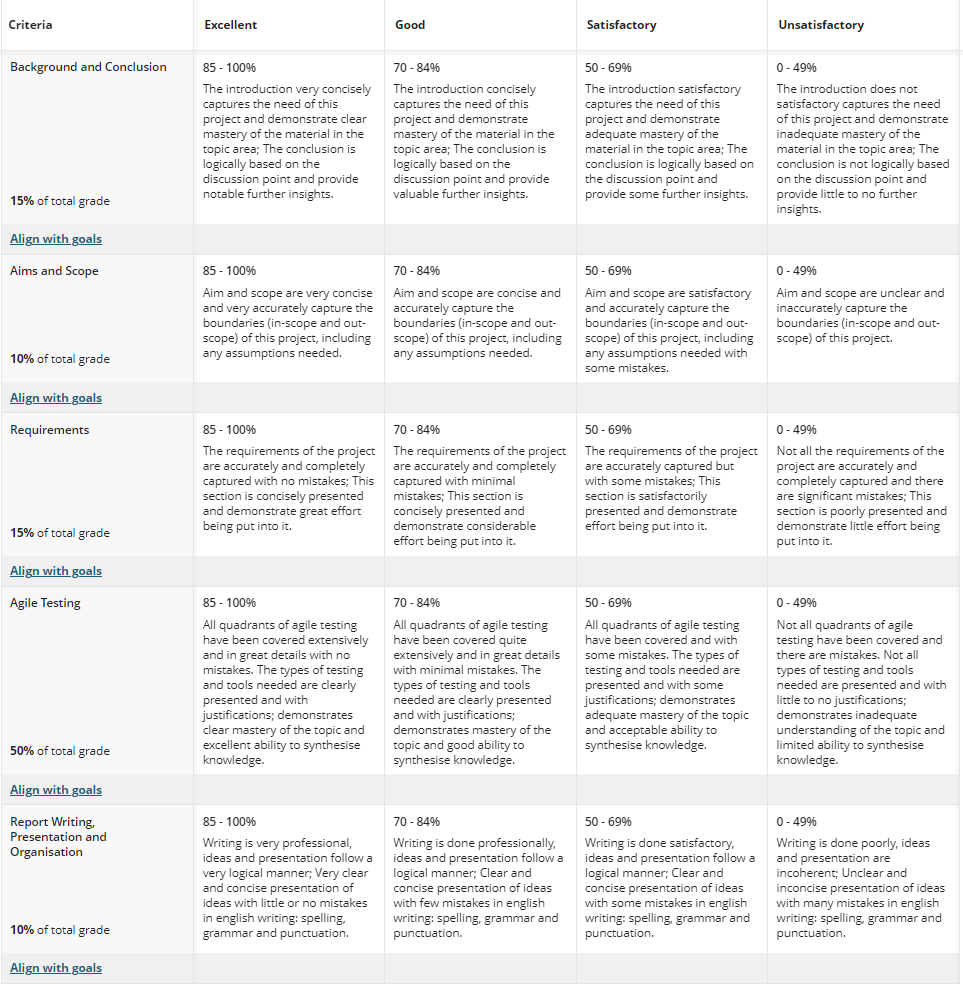 Criteria
Excellent
Good
Satisfactory
Unsatisfactory
Background and Conclusion
15% of total grade
85 - 100%
The introduction very concisely
captures the need of this
project and demonstrate clear
mastery of the material in the
topic area; The conclusion is
logically based on the
discussion point and provide
notable further insights.
70 - 84%
The introduction concisely
captures the need of this
project and demonstrate
mastery of the material in the
topic area; The conclusion is
logically based on the
discussion point and provide
valuable further insights.
50 - 69%
The introduction satisfactory
captures the need of this
project and demonstrate
adequate mastery of the
material in the topic area; The
conclusion is logically based on
the discussion point and
provide some further insights.
0 - 49%
The introduction does not
satisfactory captures the need
of this project and demonstrate
inadequate mastery of the
material in the topic area; The
conclusion is not logically based
on the discussion point and
provide little to no further
insights.
Align with goals
Aims and Scope
10% of total grade
85 - 100%
Aim and scope are very concise
and very accurately capture the
boundaries (in-scope and out-
scope) of this project, including
any assumptions needed.
70 - 84%
Aim and scope are concise and
accurately capture the
boundaries (in-scope and out-
scope) of this project, including
any assumptions needed.
50 - 69%
Aim and scope are satisfactory
and accurately capture the
boundaries (in-scope and out-
scope) of this project, including
any assumptions needed with
some mistakes.
0 - 49%
Aim and scope are unclear and
inaccurately capture the
boundaries (in-scope and out-
scope) of this project.
Align with goals
Requirements
15% of total grade
85 - 100%
The requirements of the project
are accurately and completely
captured with no mistakes; This
section is concisely presented
and demonstrate great effort
being put into it.
70 - 84%
The requirements of the project
are accurately and completely
captured with minimal
mistakes; This section is
concisely presented and
demonstrate considerable
effort being put into it.
50 - 69%
The requirements of the project
are accurately captured but
with some mistakes; This
section is satisfactorily
presented and demonstrate
effort being put into it.
0 - 49%
Not all the requirements of the
project are accurately and
completely captured and there
are significant mistakes; This
section is poorly presented and
demonstrate little effort being
put into it.
Align with goals
Agile Testing
50% of total grade
85 - 100%
All quadrants of agile testing
have been covered extensively
and in great details with no
mistakes. The types of testing
and tools needed are clearly
presented and with
justifications; demonstrates
clear mastery of the topic and
excellent ability to synthesise
knowledge.
70 - 84%
All quadrants of agile testing
have been covered quite
extensively and in great details
with minimal mistakes. The
types of testing and tools
needed are clearly presented
and with justifications;
demonstrates mastery of the
topic and good ability to
synthesise knowledge.
50 - 69%
All quadrants of agile testing
have been covered and with
some mistakes. The types of
testing and tools needed are
presented and with some
justifications; demonstrates
adequate mastery of the topic
and acceptable ability to
synthesise knowledge.
0 - 49%
Not all quadrants of agile
testing have been covered and
there are mistakes. Not all
types of testing and tools
needed are presented and with
little to no justifications;
demonstrates inadequate
understanding of the topic and
limited ability to synthesise
knowledge.
Align with goals
Report Writing,
Presentation and
Organisation
10% of total grade
85 - 100%
Writing is very professional,
ideas and presentation follow a
very logical manner; Very clear
and concise presentation of
ideas with little or no mistakes
in english writing: spelling,
grammar and punctuation.
70 - 84%
Writing is done professionally,
ideas and presentation follow a
logical manner; Clear and
concise presentation of ideas
with few mistakes in english
writing: spelling, grammar and
punctuation.
50 - 69%
Writing is done satisfactory,
ideas and presentation follow a
logical manner; Clear and
concise presentation of ideas
with some mistakes in english
writing: spelling, grammar and
punctuation.
0 - 49%
Writing is done poorly, ideas
and presentation are
incoherent; Unclear and
inconcise presentation of ideas
with many mistakes in english
writing: spelling, grammar and
punctuation.
Align with goals